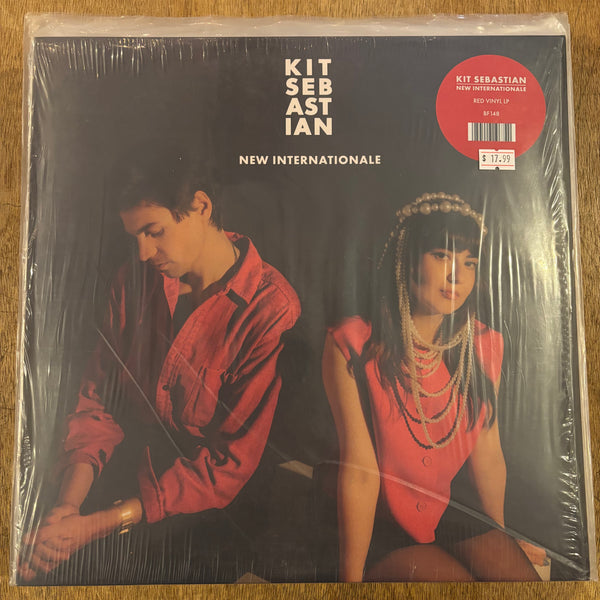 KIT
SEB
AST
IAN
NEW INTERNATIONALE
KIT SEBASTIAN
NEW INTERNATIONALE
RED VINYL LP
BF148
$ 17.99